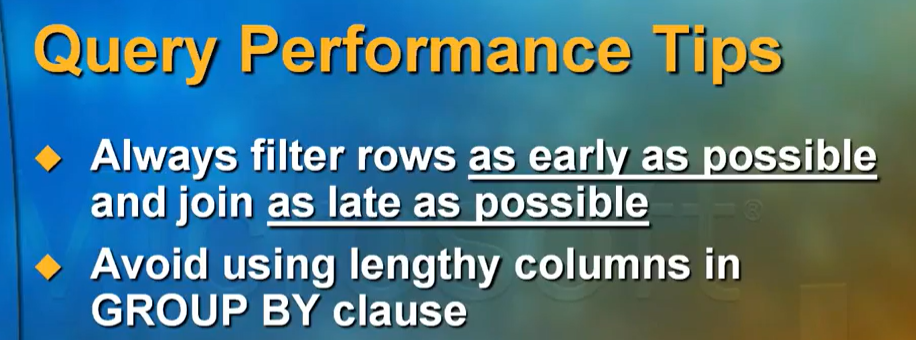 Query Performance Tips
Always filter rows as early as possible
and join as late as possible
Avoid using lengthy columns in
GROUP BY clause
Microsoft®